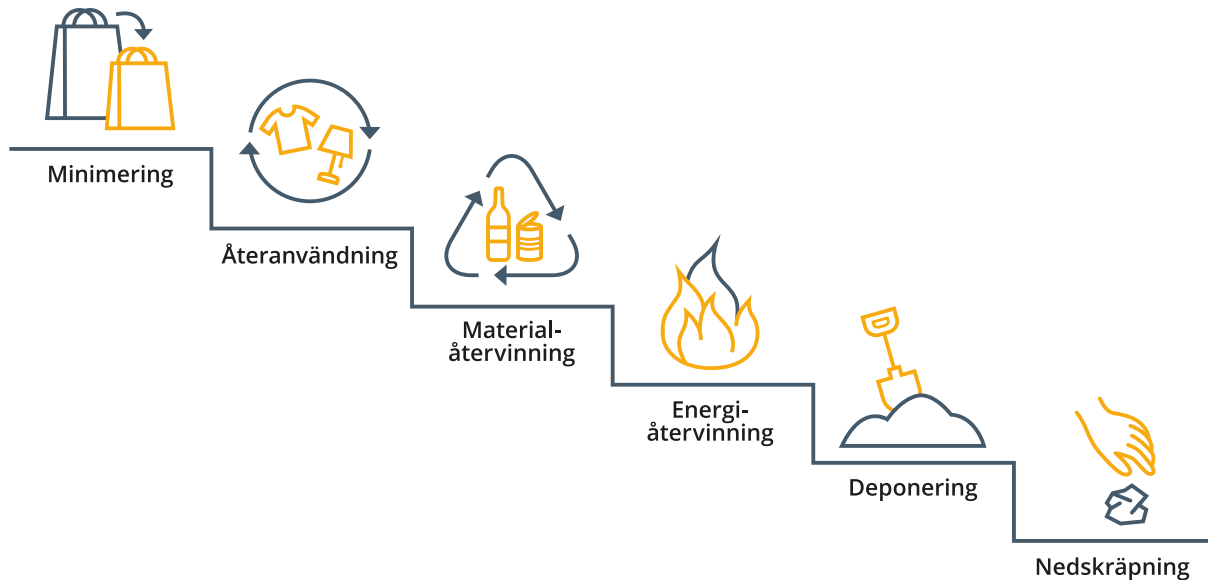 Minimering
Återanvändning
Material-
återvinning
Energi-
återvinning
Deponering
Nedskräpning